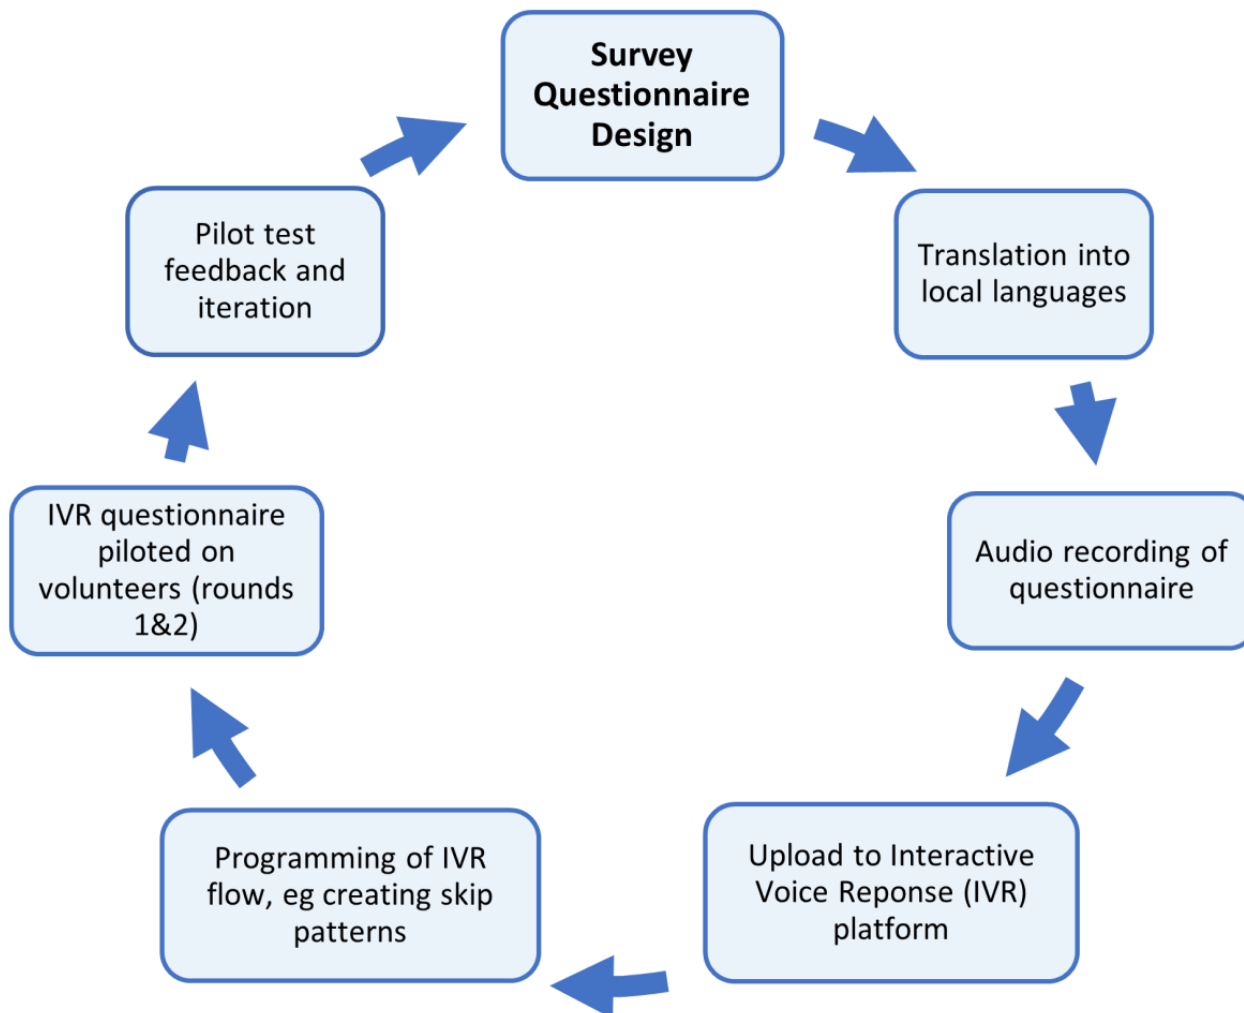 Survey
Questionnaire
Design
Translation into
local languages
Audio recording of
questionnaire
Upload to Interactive
Voice Reponse (IVR)
platform
Programming of IVR
flow, eg creating skip
patterns
IVR questionnaire
piloted on
volunteers (rounds
1&2)
Pilot test
feedback and
iteration